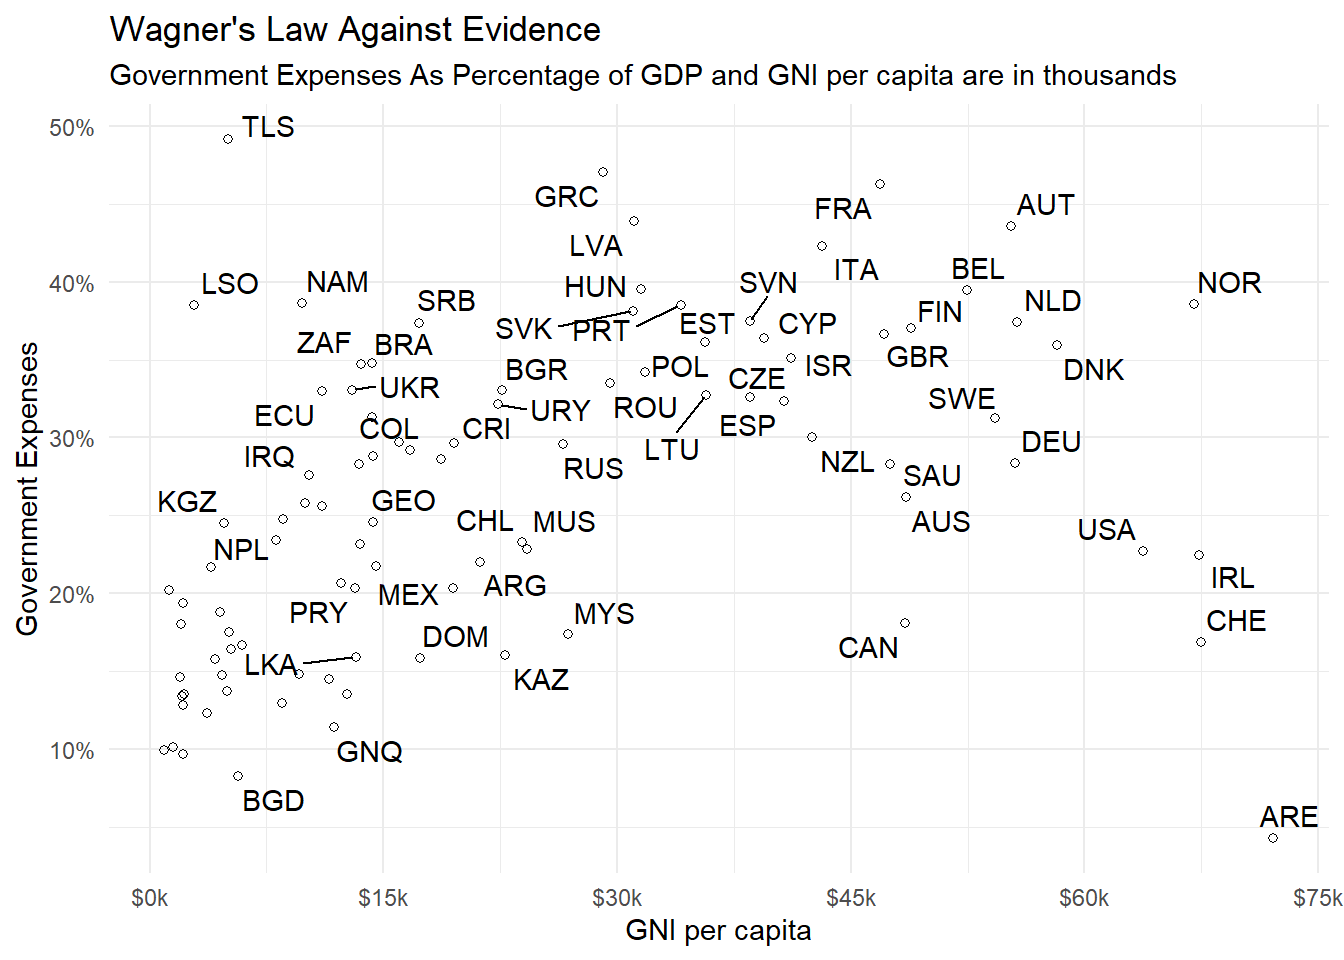 Wagner's Law Against Evidence
Government Expenses As Percentage of GDP and GNI per capita are in thousands
50%
TLS
GRC
FRA
AUT
LVA
ITA
BEL
40%
LSO
NAM
HUN
SVN
NOR
SRB
NLD
FIN
SVK
PRT
EST
CYP
ZAF
BRA
GBR
POL
ISR
DNK
BGR
CZE
UKR
SWE
ECU
URY
ROU
ESP
30%
COL
CRI
DEU
LTU
IRQ
RUS
NZL
SAU
KGZ
GEO
CHL
MUS
AUS
USA
NPL
IRL
20%
MEX
ARG
PRY
MYS
CHE
DOM
CAN
LKA
KAZ
10%
GNQ
BGD
ARE
Government Expenses
$0k
$15k
$30k
$45k
$60k
$75k
GNI per capita